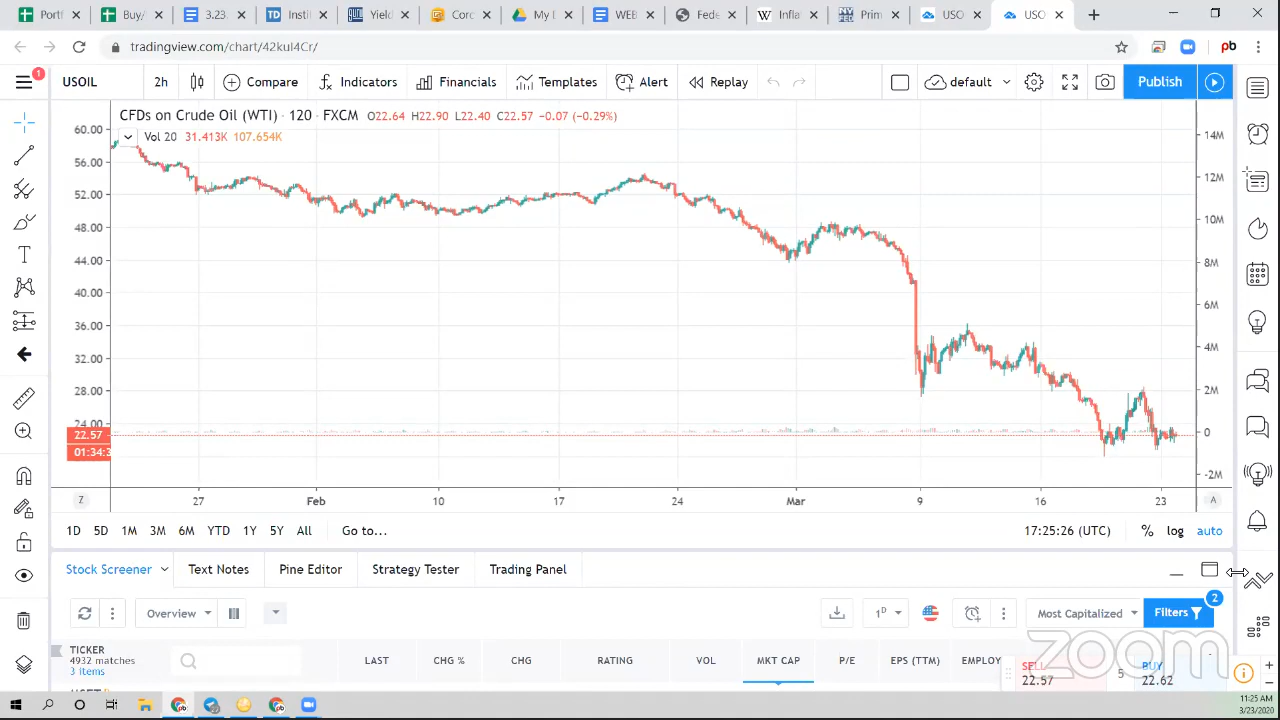 Portf
Buy/
3.23
Insti
Yield
Cor
My D
WEB
Fede
W
Infla
Prim
USO
USO
tradingview.com/chart/42kul4Cr/
USOIL
2h
Compare
Indicators
Financial
Templates
Alert
Replay
default
Publish
CFDs on Crude Oil (WTI) · 120 · FXCM O22.64 H22.90 L22.40 C22.57 -0.07 (-0.29%)
Vol 20 31.413K 107.654K
60.00
56.00
52.00
48.00
44.00
40.00
36.00
32.00
28.00
24.00
22.57
01:34:3
14M
12M
10M
8M
6M
4M
2M
0
-2M
Z
27
Feb
10
17
24
Mar
9
16
23
A
1D 5D 1M 3M 6M YTD 1Y 5Y All Go to...
17:25:26 (UTC) % log auto
Stock Screener
Text Notes
Pine Editor
Strategy Tester
Trading Panel
Overview
1D
Most Capitalized
Filters
2
TICKER
4932 matches
3 Items
LAST
CHG %
CHG
RATING
VOL
MKT CAP
P/E
EPS (TTM)
EMPLOY
zoom
SELL
22.57
5
BUY
22.62
1
11:25 AM
3/23/2020